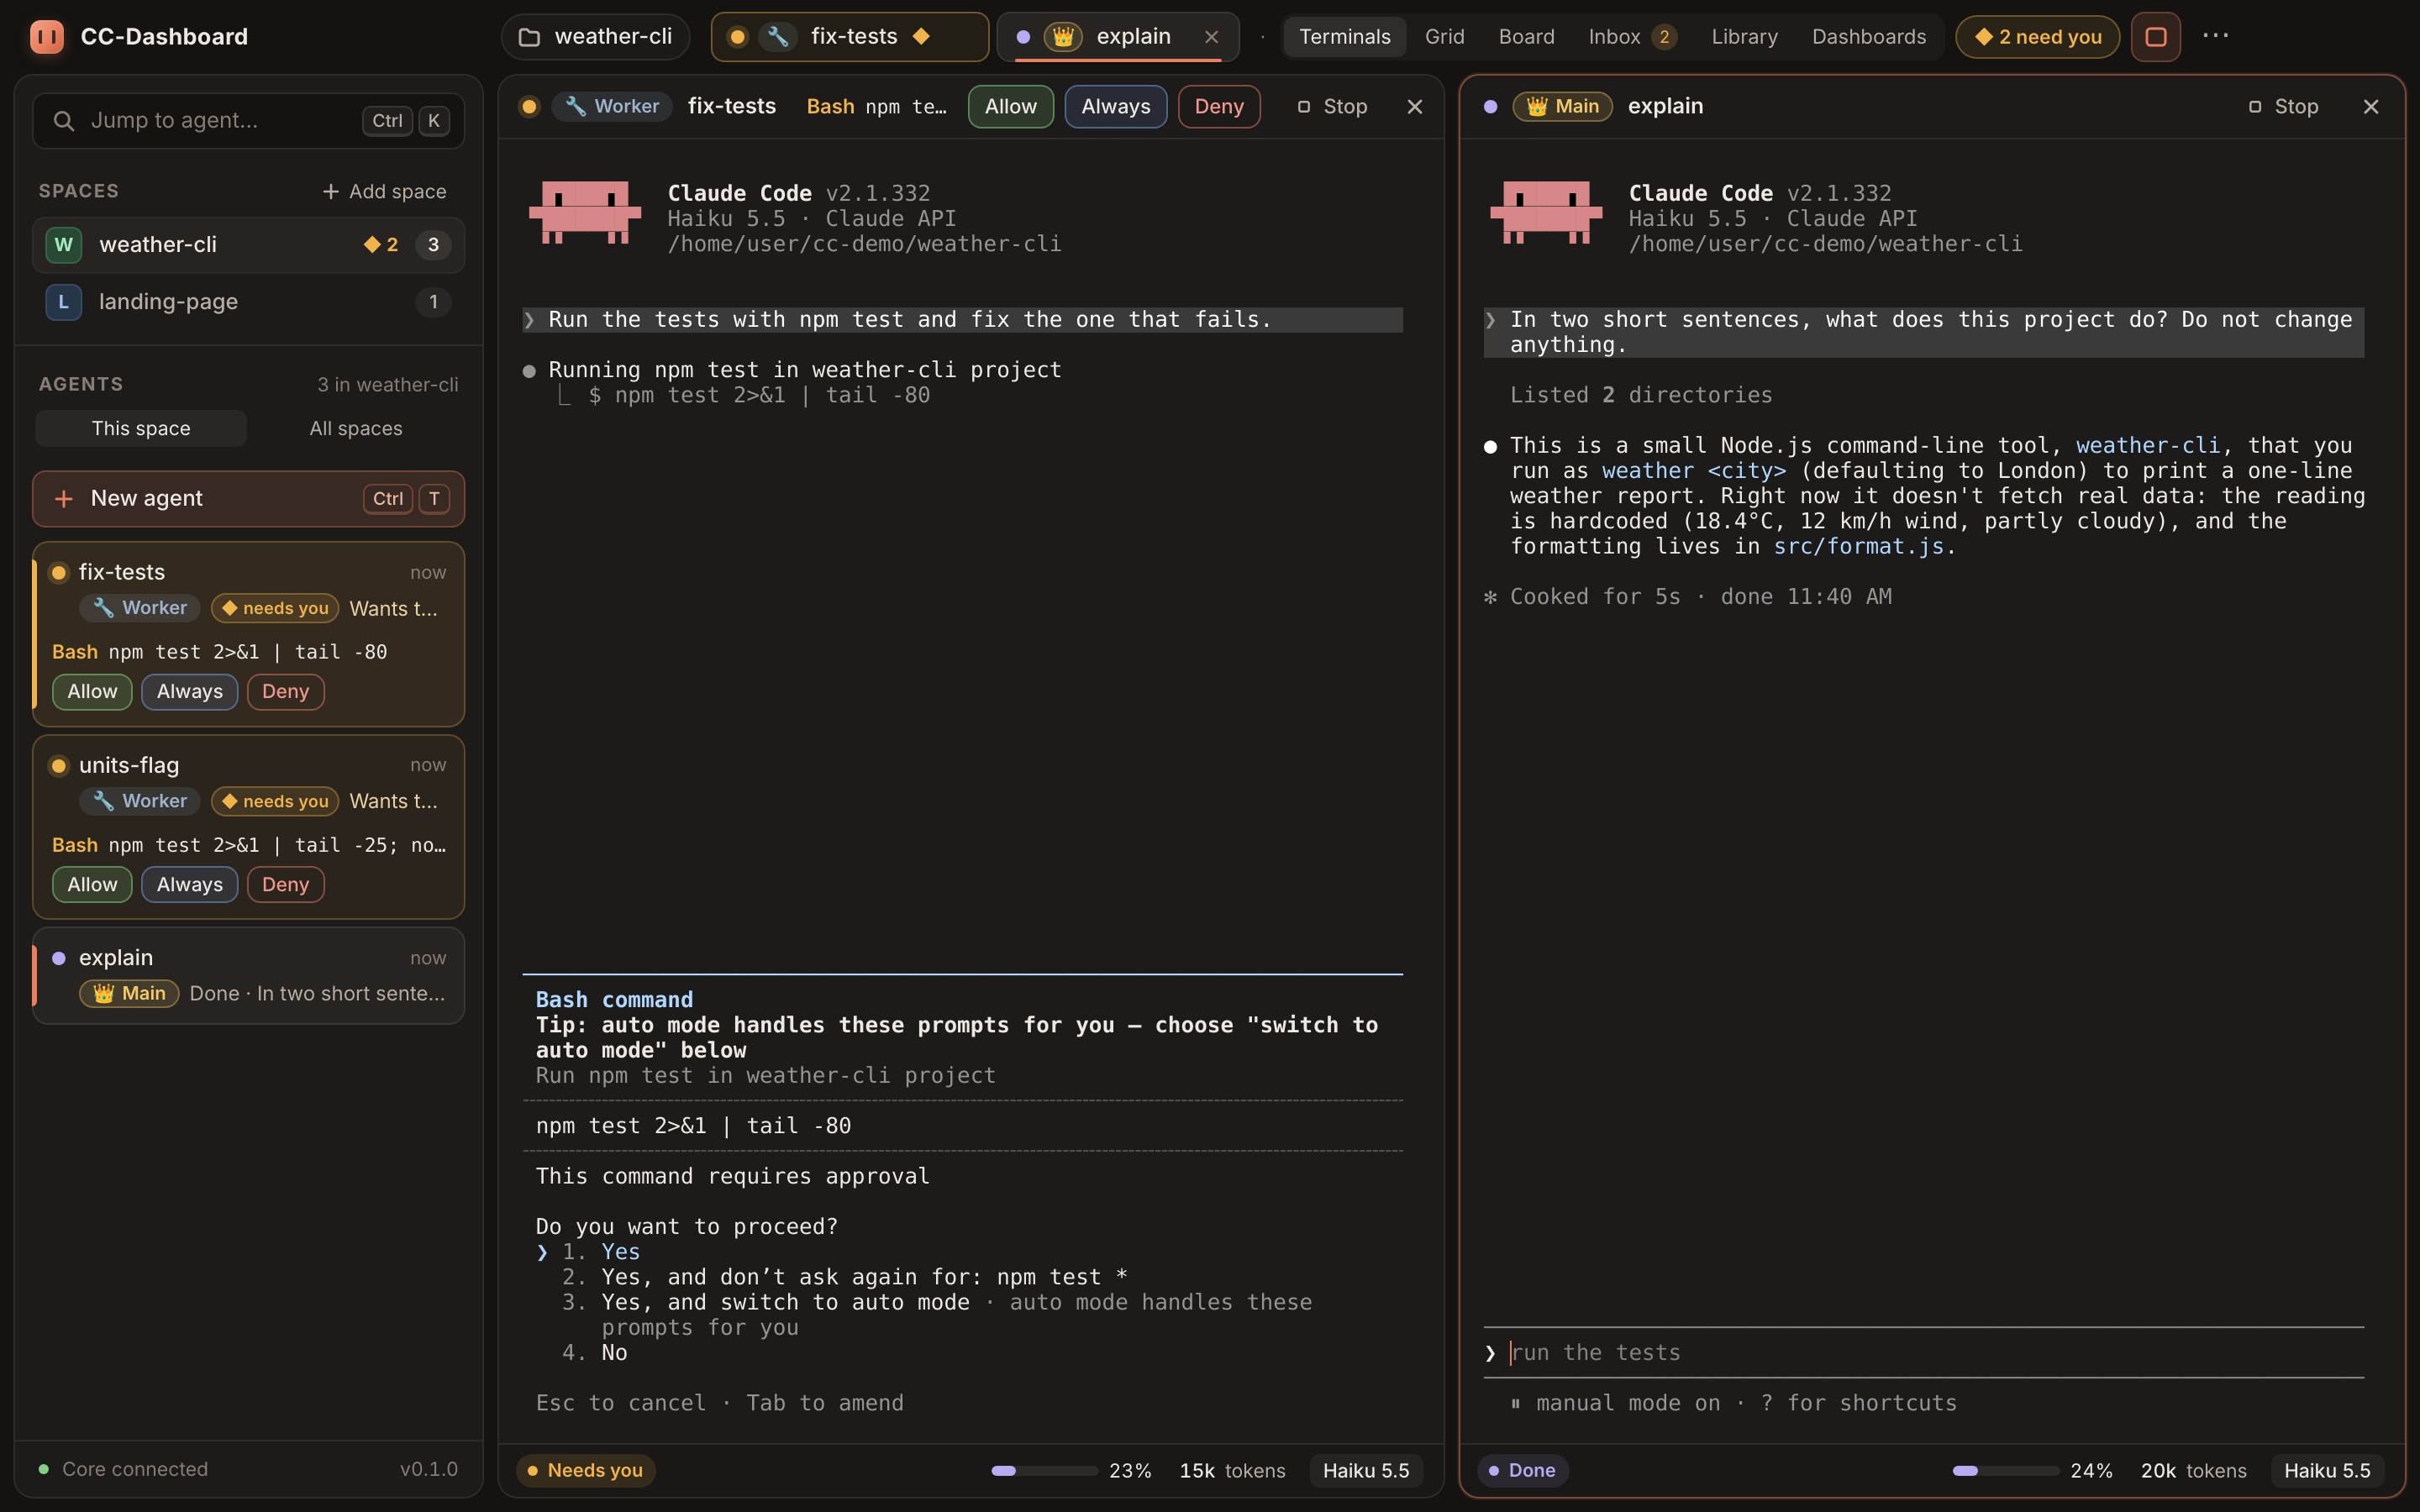 CC-Dashboard
weather-cli
fix-tests
explain
Terminals Grid Board Inbox 2 Library Dashboards
2 need you
Jump to agent... Ctrl K
SPACES + Add space
W weather-cli 2 3
L landing-page 1
AGENTS 3 in weather-cli
This space All spaces
+ New agent Ctrl T
fix-tests now
Worker needs you Wants t...
Bash npm test 2>&1 | tail -80
Allow Always Deny
units-flag now
Worker needs you Wants t...
Bash npm test 2>&1 | tail -25; no...
Allow Always Deny
explain now
Main Done · In two short sente...
Core connected v0.1.0
Worker fix-tests Bash npm te... Allow Always Deny Stop
Claude Code v2.1.332
Haiku 5.5 · Claude API
/home/user/cc-demo/weather-cli
❯ Run the tests with npm test and fix the one that fails.
● Running npm test in weather-cli project
⎿ $ npm test 2>&1 | tail -80
Bash command
Tip: auto mode handles these prompts for you — choose "switch to
auto mode" below
Run npm test in weather-cli project
npm test 2>&1 | tail -80
This command requires approval
Do you want to proceed?
❯ 1. Yes
2. Yes, and don’t ask again for: npm test *
3. Yes, and switch to auto mode · auto mode handles these
prompts for you
4. No
Esc to cancel · Tab to amend
Needs you 23% 15k tokens Haiku 5.5
Main explain Stop
Claude Code v2.1.332
Haiku 5.5 · Claude API
/home/user/cc-demo/weather-cli
❯ In two short sentences, what does this project do? Do not change
anything.
Listed 2 directories
● This is a small Node.js command-line tool, weather-cli, that you
run as weather <city> (defaulting to London) to print a one-line
weather report. Right now it doesn't fetch real data: the reading
is hardcoded (18.4°C, 12 km/h wind, partly cloudy), and the
formatting lives in src/format.js.
✻ Cooked for 5s · done 11:40 AM
❯ run the tests
⏸ manual mode on · ? for shortcuts
Done 24% 20k tokens Haiku 5.5